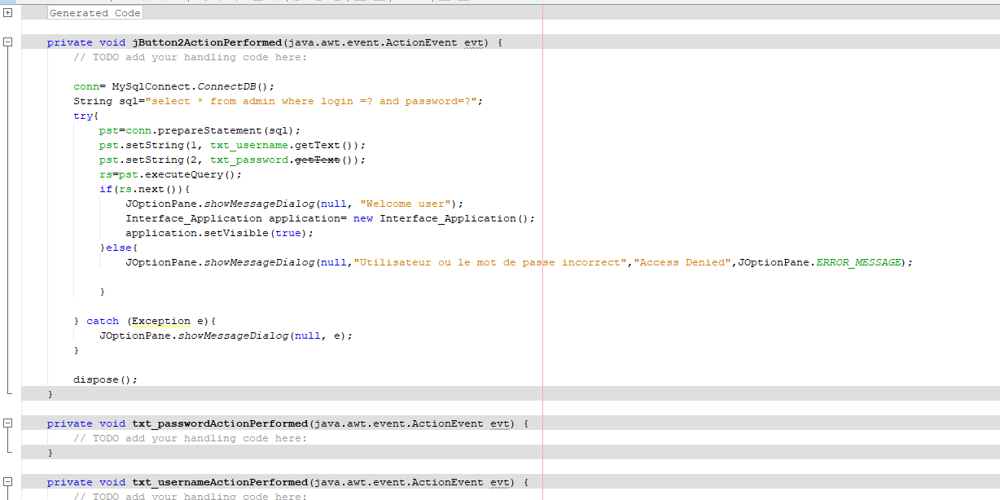 Generated Code
private void jButton2ActionPerformed(java.awt.event.ActionEvent evt) {
// TODO add your handling code here:
conn= MySqlConnect.ConnectDB();
String sql="select * from admin where login =? and password=?";
try{
pst=conn.prepareStatement(sql);
pst.setString(1, txt_username.getText());
pst.setString(2, txt_password.getText());
rs=pst.executeQuery();
if(rs.next()){
JOptionPane.showMessageDialog(null, "Welcome user");
Interface_Application application= new Interface_Application();
application.setVisible(true);
}else{
JOptionPane.showMessageDialog(null,"Utilisateur ou le mot de passe incorrect","Access Denied",JOptionPane.ERROR_MESSAGE);
}
} catch (Exception e){
JOptionPane.showMessageDialog(null, e);
}
dispose();
}
private void txt_passwordActionPerformed(java.awt.event.ActionEvent evt) {
// TODO add your handling code here:
}
private void txt_usernameActionPerformed(java.awt.event.ActionEvent evt) {
// TODO add your handling code here: